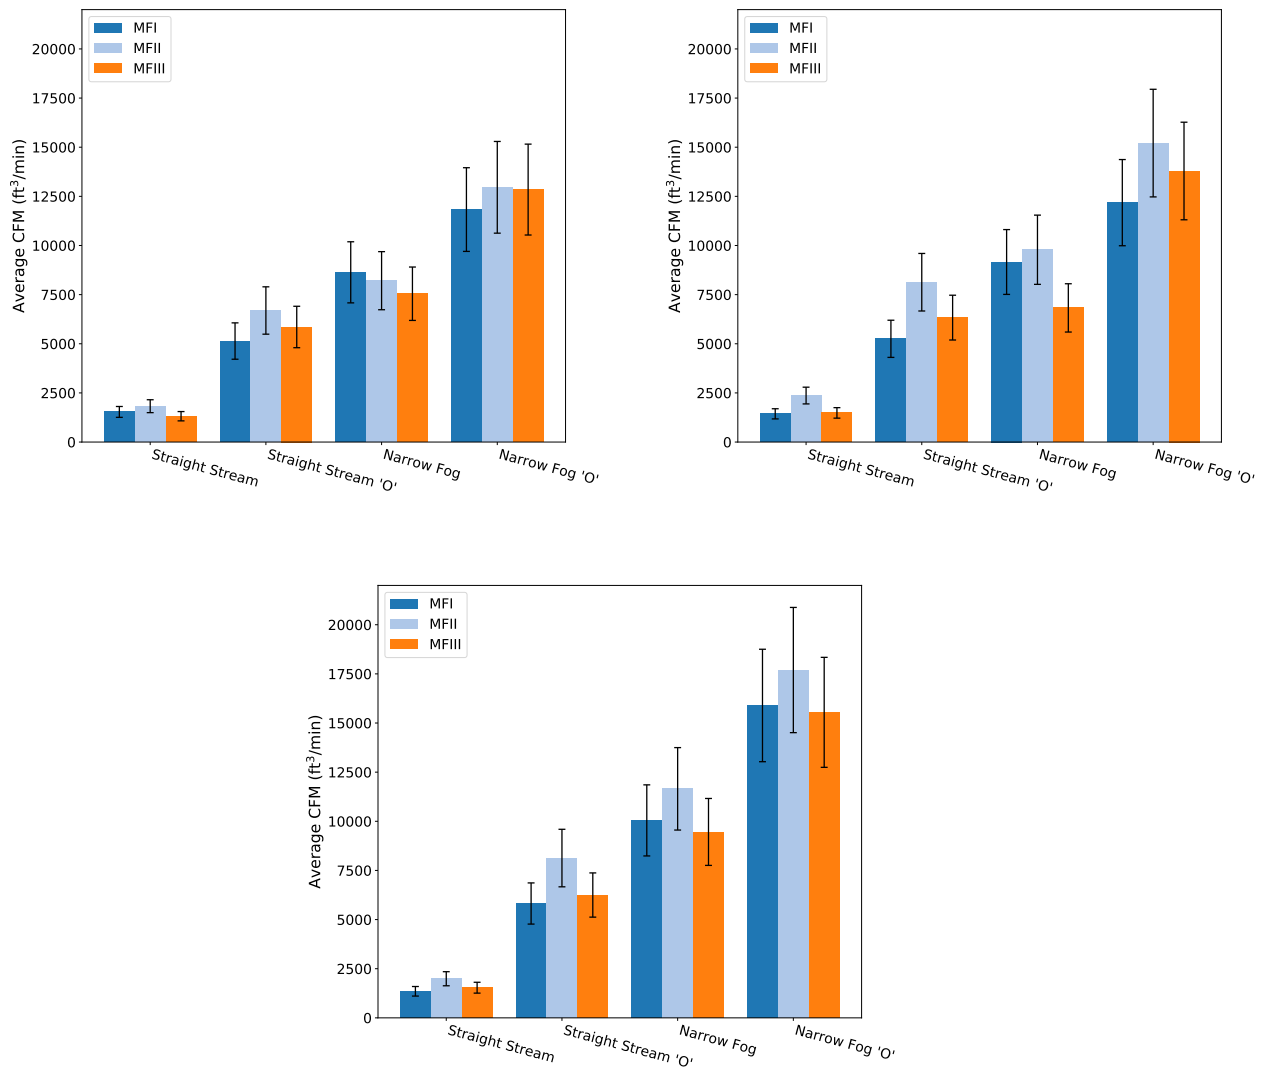 MFI
MFII
MFIII
20000
17500
15000
12500
10000
7500
5000
2500
0
Average CFM (ft³/min)
Straight Stream
Straight Stream 'O'
Narrow Fog
Narrow Fog 'O'
MFI
MFII
MFIII
20000
17500
15000
12500
10000
7500
5000
2500
0
Average CFM (ft³/min)
Straight Stream
Straight Stream 'O'
Narrow Fog
Narrow Fog 'O'
MFI
MFII
MFIII
20000
17500
15000
12500
10000
7500
5000
2500
0
Average CFM (ft³/min)
Straight Stream
Straight Stream 'O'
Narrow Fog
Narrow Fog 'O'